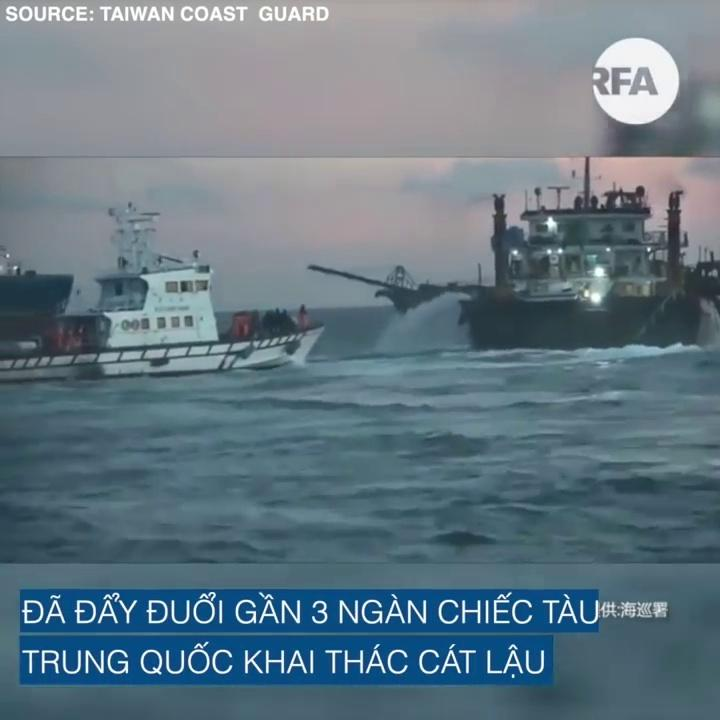 SOURCE: TAIWAN COAST GUARD
RFA
ĐÃ ĐẨY ĐUỔI GẦN 3 NGÀN CHIẾC TÀU
供:海巡署
TRUNG QUỐC KHAI THÁC CÁT LẬU